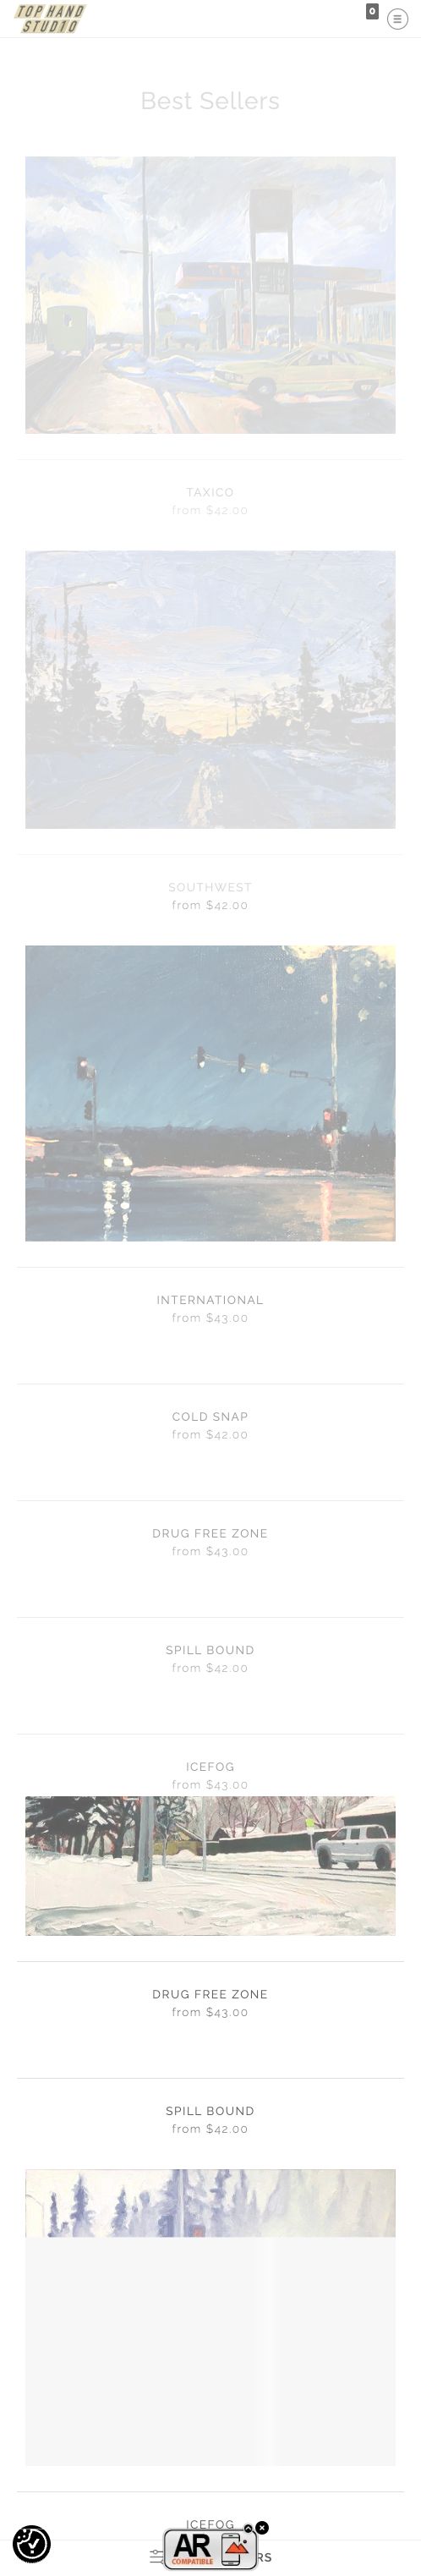 TOP HAND
STUDIO
0
Best Sellers
TAXICO
from $42.00
SOUTHWEST
from $42.00
INTERNATIONAL
from $43.00
COLD SNAP
from $42.00
DRUG FREE ZONE
from $43.00
SPILL BOUND
from $42.00
ICEFOG
from $43.00
DRUG FREE ZONE
from $43.00
SPILL BOUND
from $42.00
ICEFOG
AR
COMPATIBLE
RS